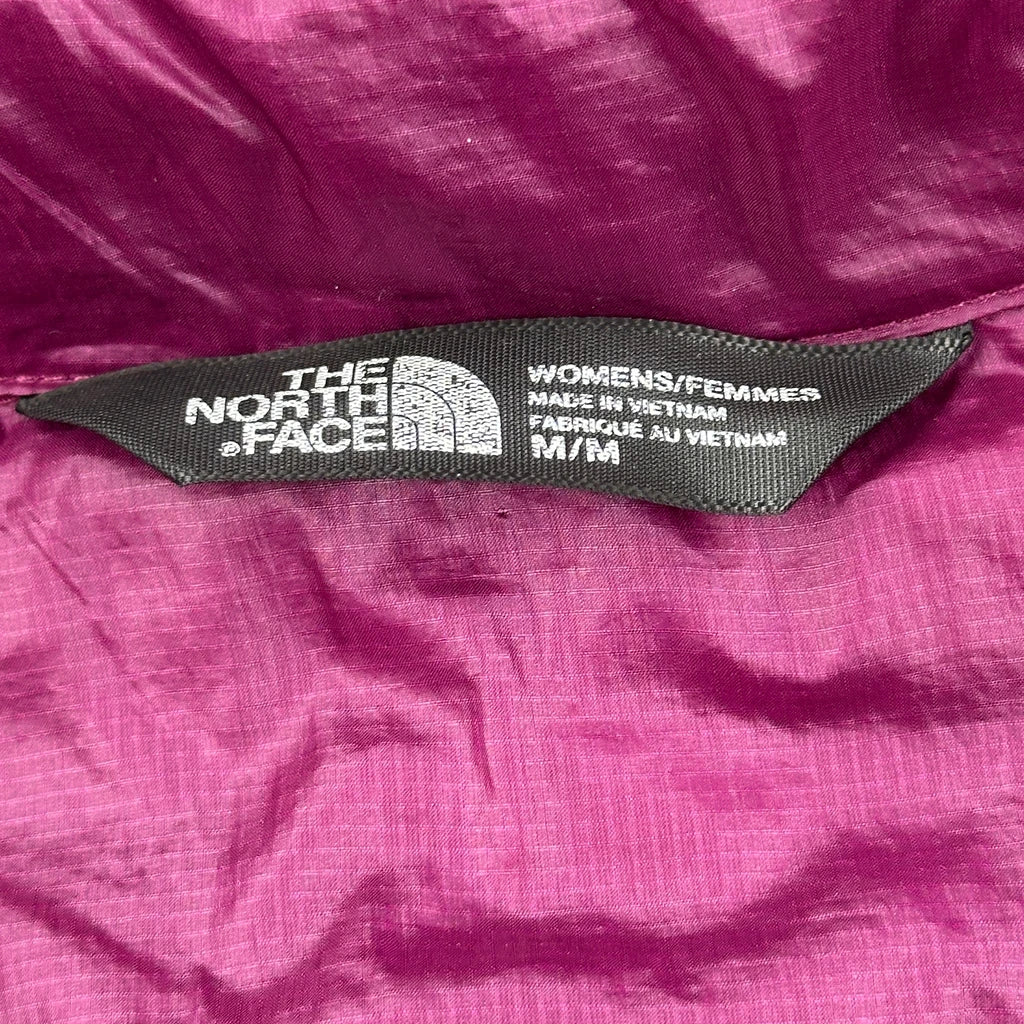 THE
NORTH
®FACE
WOMENS/FEMMES
MADE IN VIETNAM
FABRIQUÉ AU VIETNAM
M/M